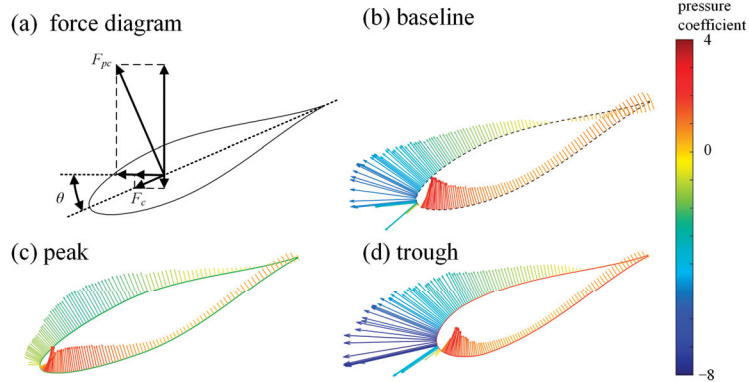 (a) force diagram
F_pc
θ
F_c
(b) baseline
pressure
coefficient
4
0
−8
(c) peak
(d) trough